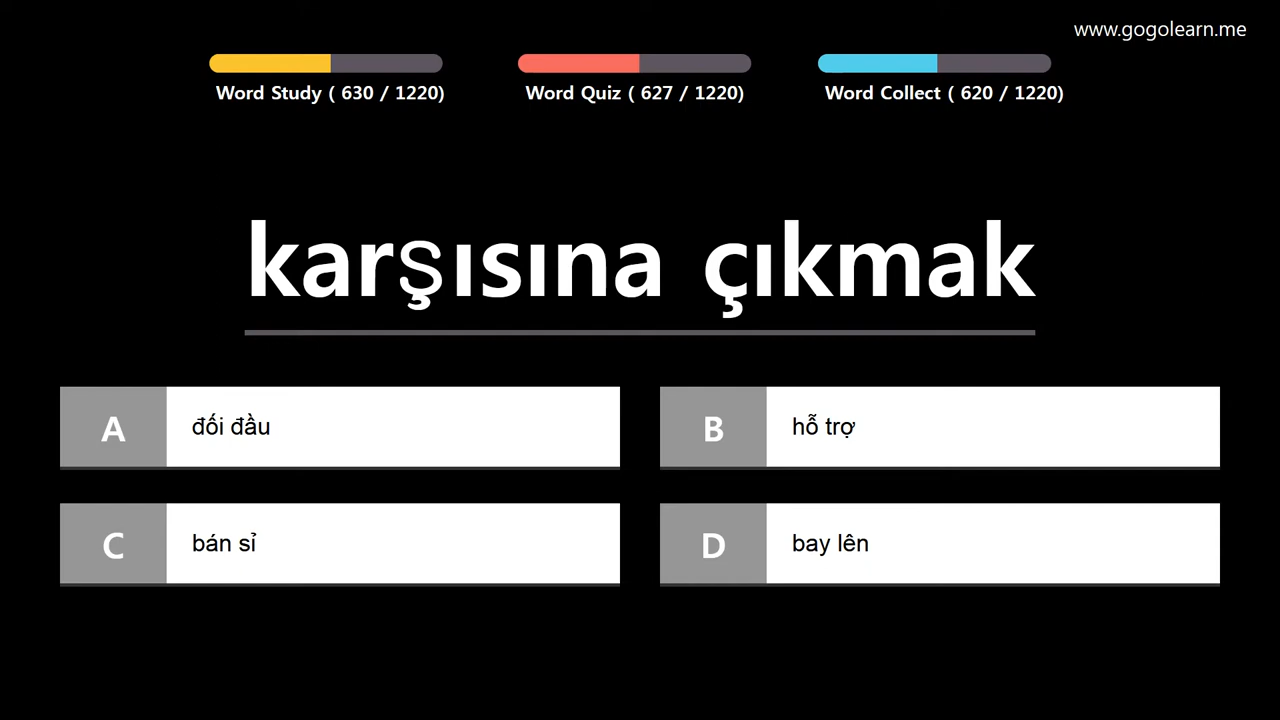 www.gogolearn.me
Word Study ( 630 / 1220)
Word Quiz ( 627 / 1220)
Word Collect ( 620 / 1220)
karşısına çıkmak
A đối đầu
B hỗ trợ
C bán sỉ
D bay lên